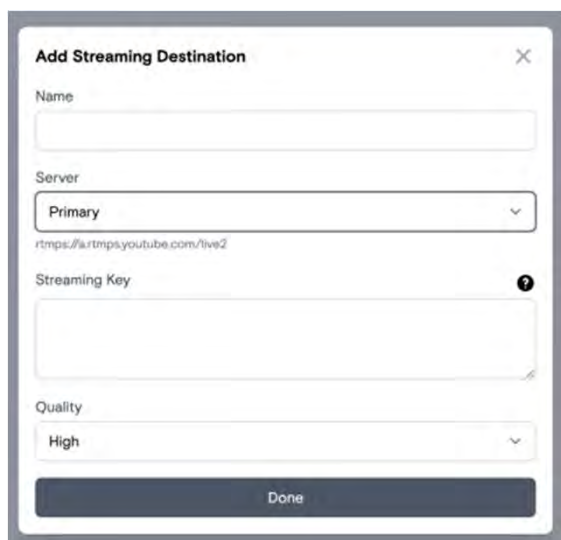 Add Streaming Destination
Name
Server
Primary
rtmps://a.rtmps.youtube.com/live2
Streaming Key
?
Quality
High
Done